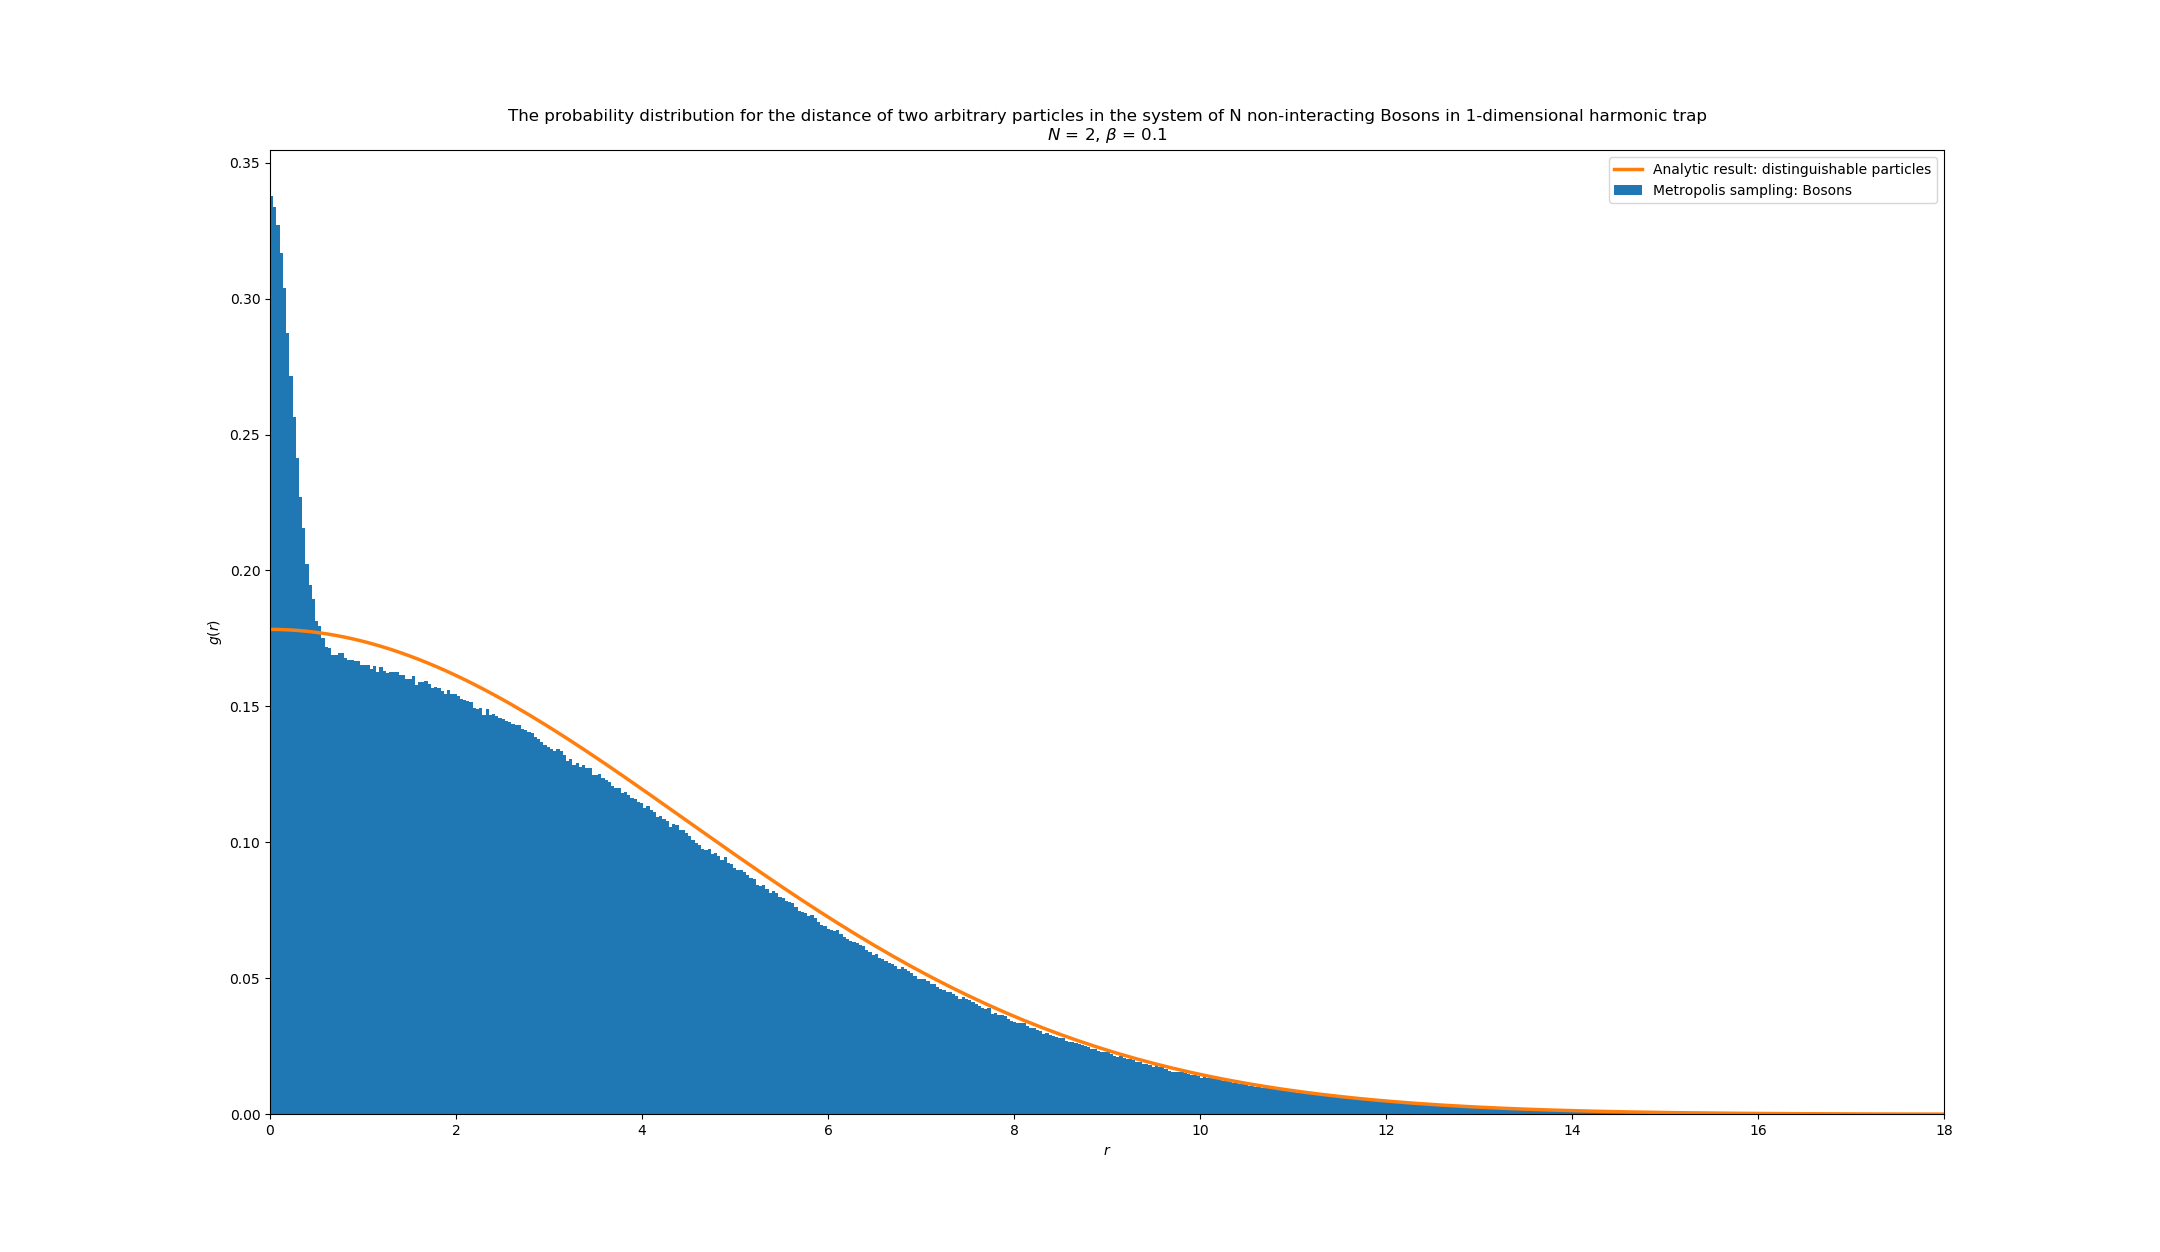 The probability distribution for the distance of two arbitrary particles in the system of N non-interacting Bosons in 1-dimensional harmonic trap
N = 2, β = 0.1
Analytic result: distinguishable particles
Metropolis sampling: Bosons
0.35
0.30
0.25
0.20
0.15
0.10
0.05
0.00
g(r)
0 2 4 6 8 10 12 14 16 18
r